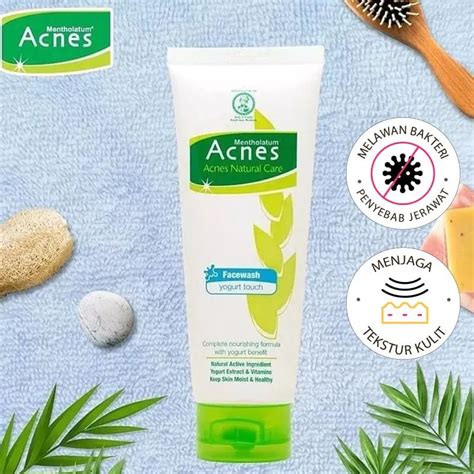 Mentholatum®
Acnes
Mentholatum
Acnes
Acnes Natural Care
Facewash
yogurt touch
Complete nourishing formula
with yogurt benefit
Natural Active Ingredient
Yogurt Extract & Vitamins
Keep Skin Moist & Healthy
MELAWAN BAKTERI
PENYEBAB JERAWAT
MENJAGA
TEKSTUR KULIT